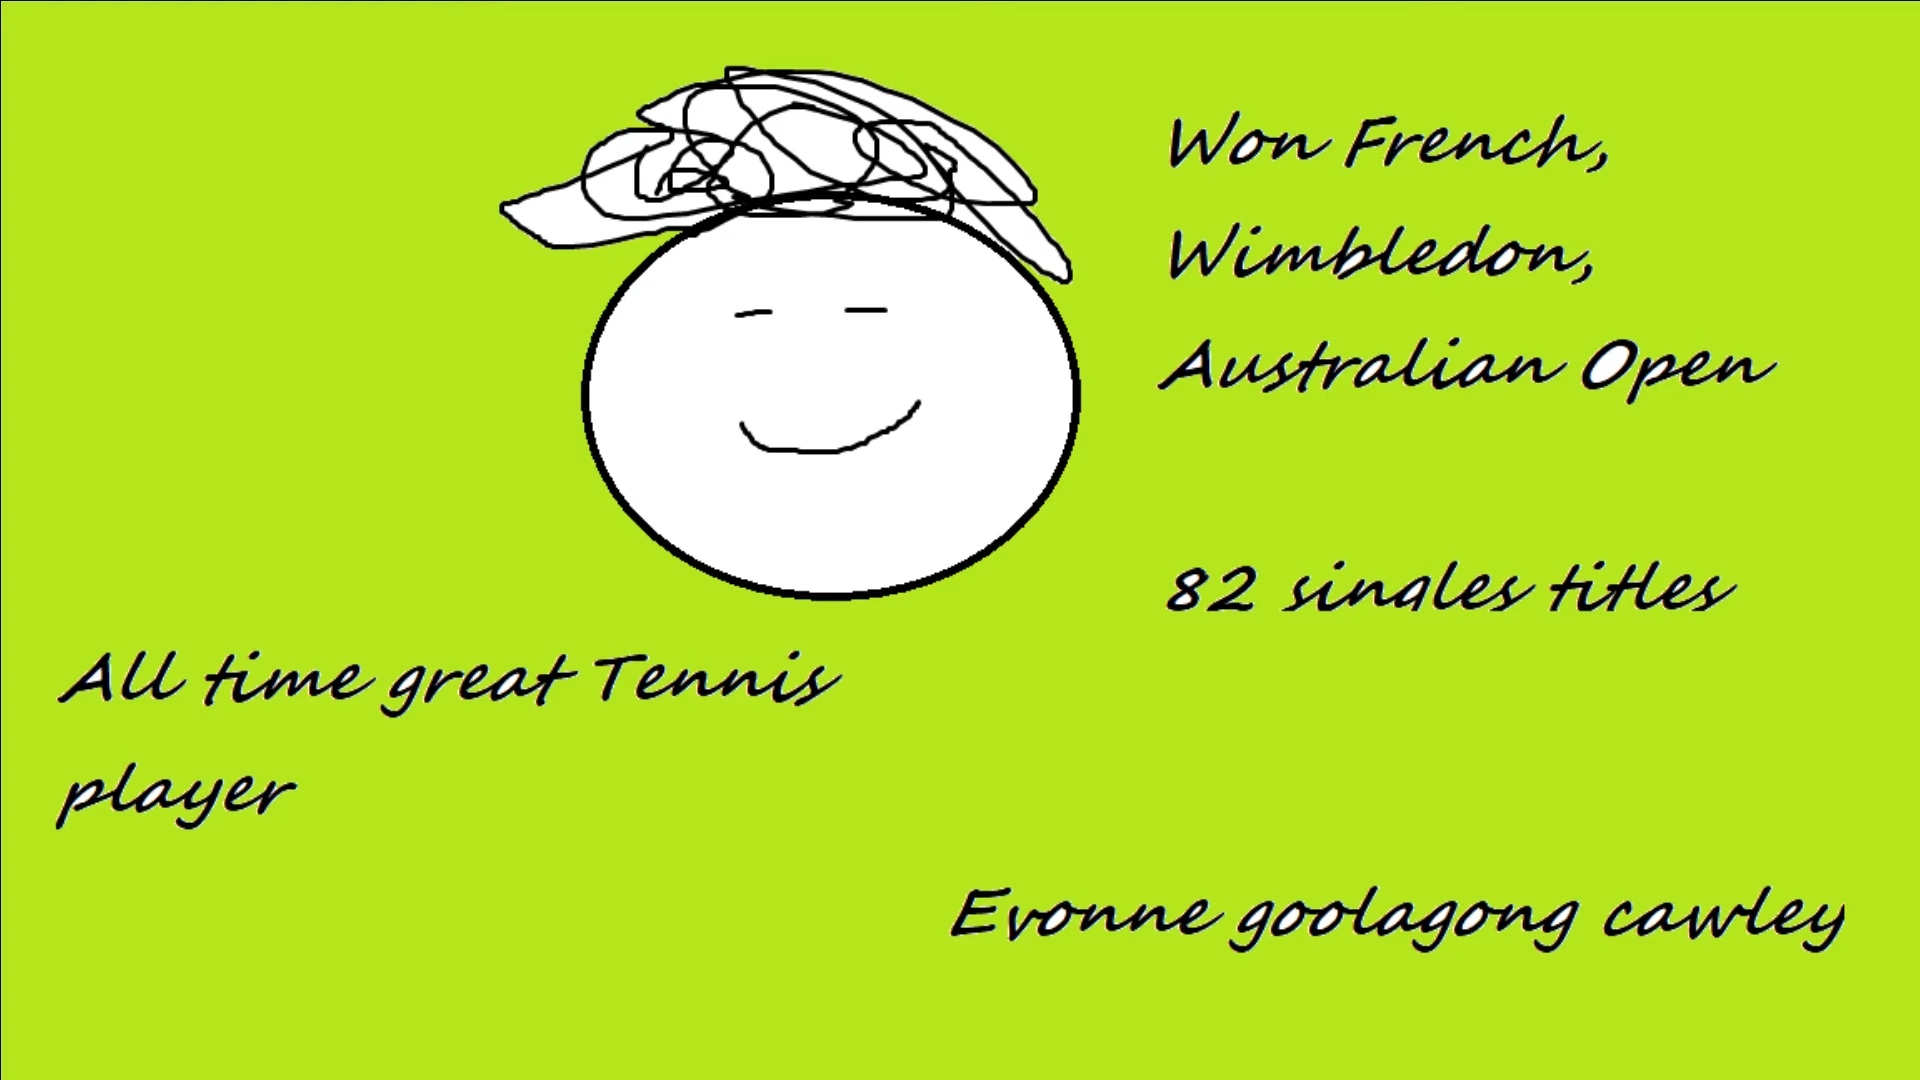 Won French,
Wimbledon,
Australian Open
82 singles titles
All time great Tennis
player
Evonne goolagong cawley